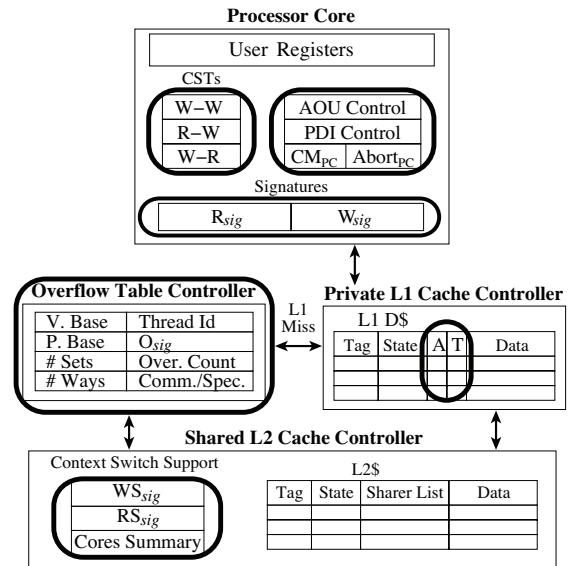 Processor Core
User Registers
CSTs
W–W
R–W
W–R
AOU Control
PDI Control
CM_PC Abort_PC
Signatures
R_sig W_sig
Overflow Table Controller
V. Base Thread Id
P. Base O_sig
# Sets Over. Count
# Ways Comm./Spec.
L1
Miss
Private L1 Cache Controller
L1 D$
Tag State A T Data
Shared L2 Cache Controller
Context Switch Support
WS_sig
RS_sig
Cores Summary
L2$
Tag State Sharer List Data